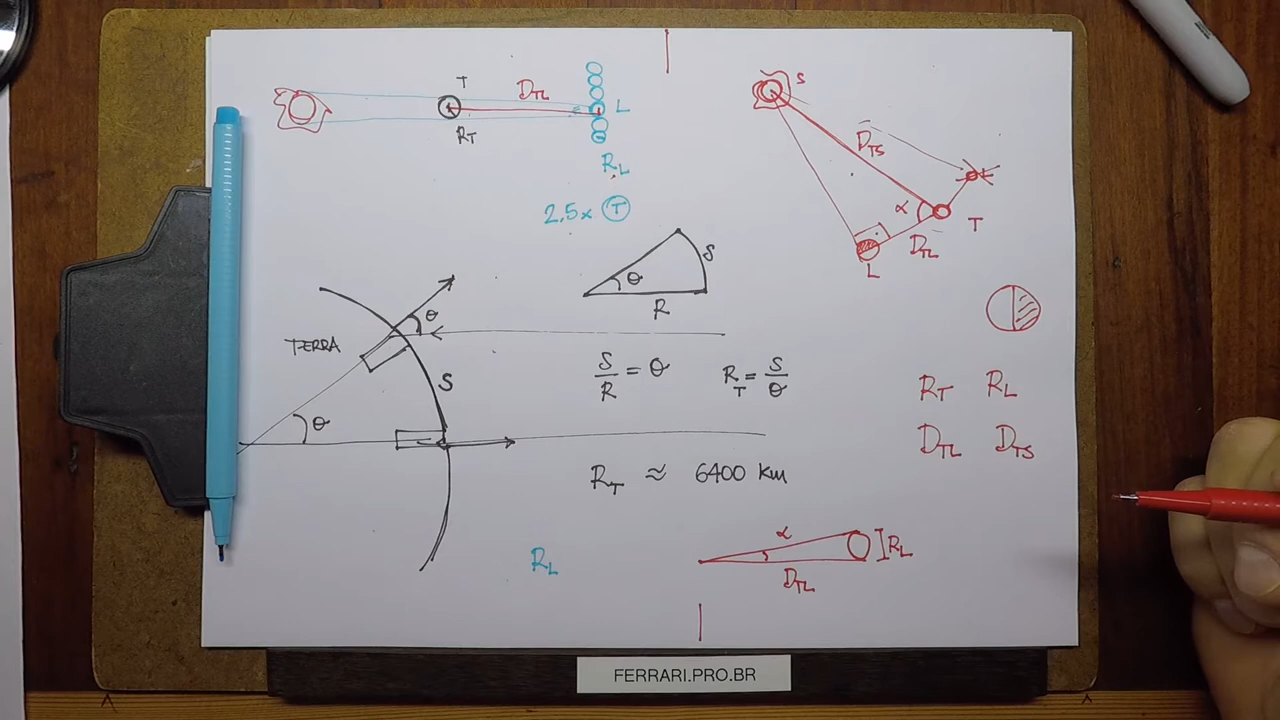 T
D_TL
L
R_T
R_L
2.5x T
S
D_TS
α
T
D_TL
L
θ
S
R
θ
TERRA
S
θ
S/R = θ
R_T = S/θ
R_T ≈ 6400 km
R_T R_L
D_TL D_TS
α
R_L
D_TL
R_L
FERRARI.PRO.BR